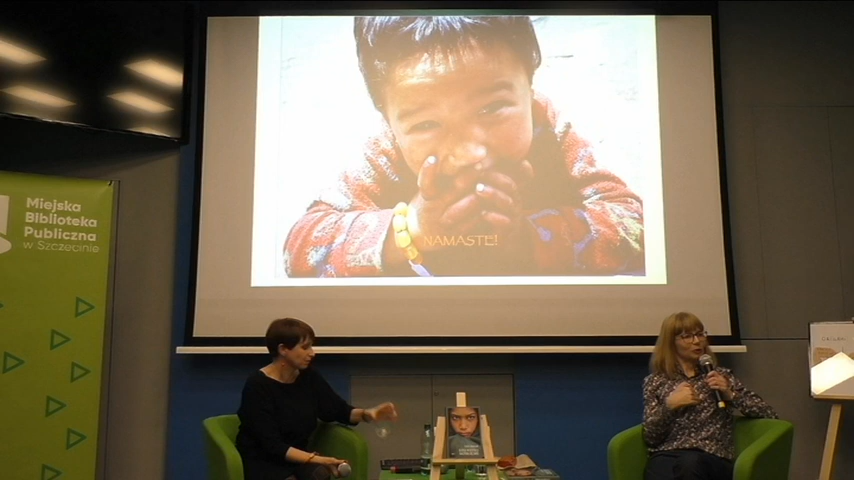 Miejska
Biblioteka
Publiczna
w Szczecinie
NAMASTE!